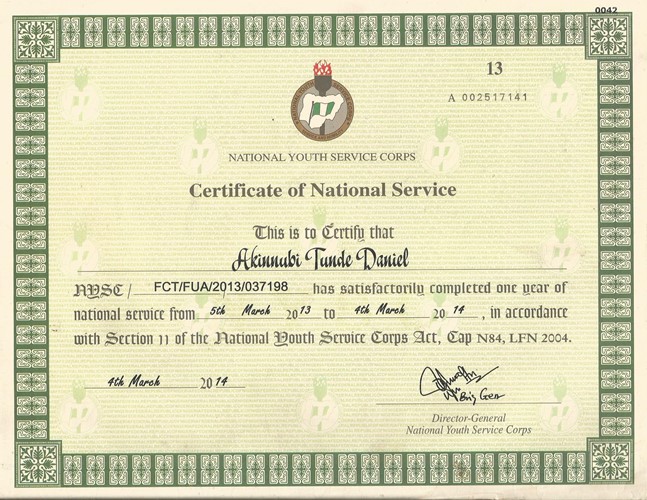 0042
13
A 002517141
NATIONAL YOUTH SERVICE CORPS
Certificate of National Service
This is to Certify that
Akinnubi Tunde Daniel
NYSC/ FCT/FUA/2013/037198 has satisfactorily completed one year of
national service from 5th March 2013 to 4th March 2014, in accordance
with Section 11 of the National Youth Service Corps Act, Cap N84, LFN 2004.
4th March 2014
Brig Gen
Director-General
National Youth Service Corps